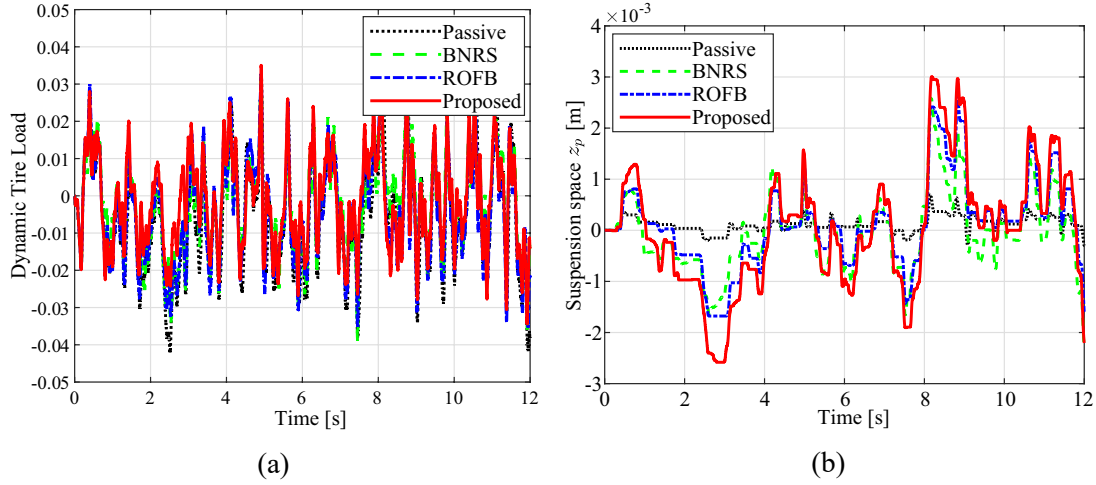 0.05
0.04
0.03
0.02
0.01
0
-0.01
-0.02
-0.03
-0.04
-0.05
Dynamic Tire Load
Passive
BNRS
ROFB
Proposed
0 2 4 6 8 10 12
Time [s]
(a)
×10⁻³
4
3
2
1
0
-1
-2
-3
Suspension space z_p [m]
Passive
BNRS
ROFB
Proposed
0 2 4 6 8 10 12
Time [s]
(b)